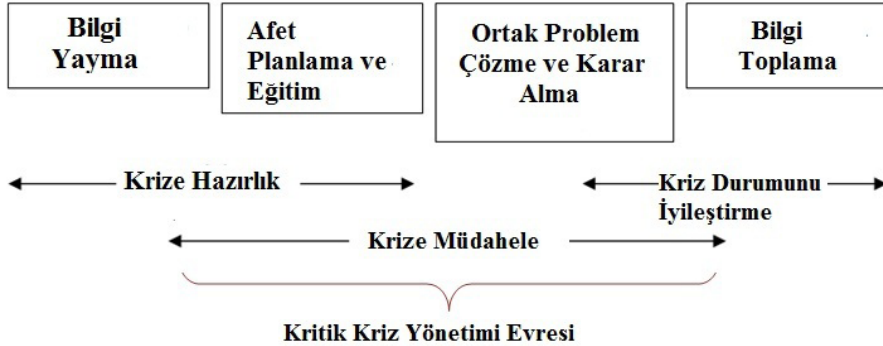 Bilgi
Yayma
Afet
Planlama ve
Eğitim
Ortak Problem
Çözme ve Karar
Alma
Bilgi
Toplama
Krize Hazırlık
Kriz Durumunu
İyileştirme
Krize Müdahele
Kritik Kriz Yönetimi Evresi